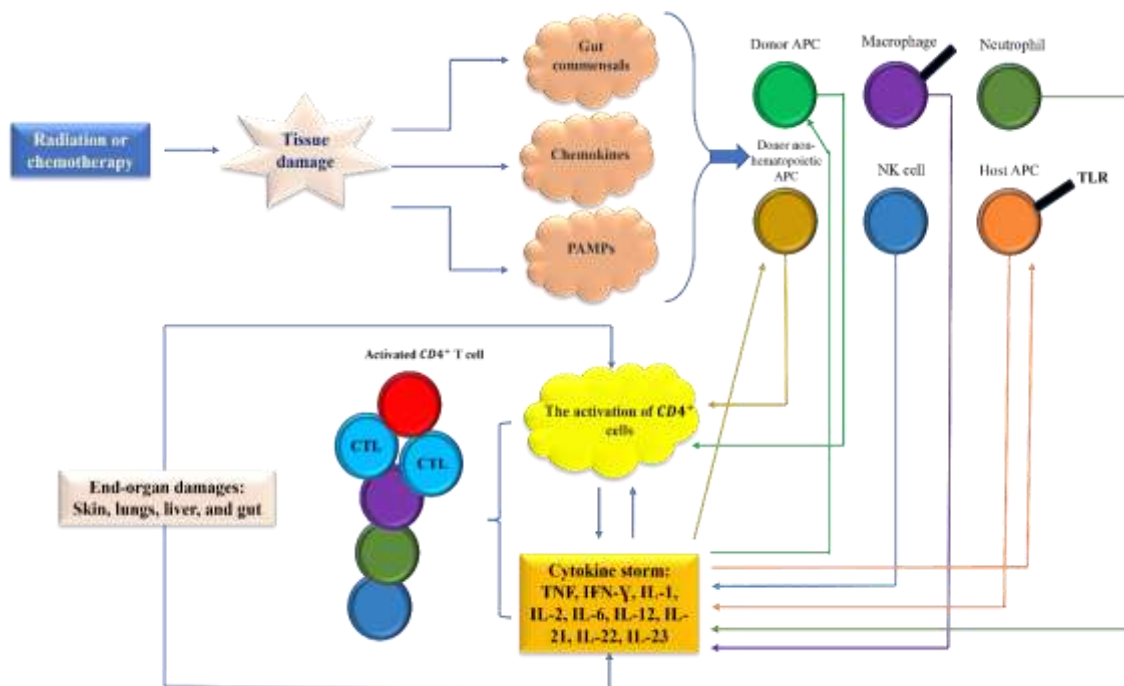 Radiation or
chemotherapy
Tissue
damage
Gut
commensals
Chemokines
PAMPs
Donor APC
Macrophage
Neutrophil
Donor non-
hematopoietic
APC
NK cell
Host APC
TLR
Activated CD4⁺ T cell
CTL
CTL
The activation of CD4⁺
cells
End-organ damages:
Skin, lungs, liver, and gut
Cytokine storm:
TNF, IFN-Ɣ, IL-1,
IL-2, IL-6, IL-12, IL-
21, IL-22, IL-23